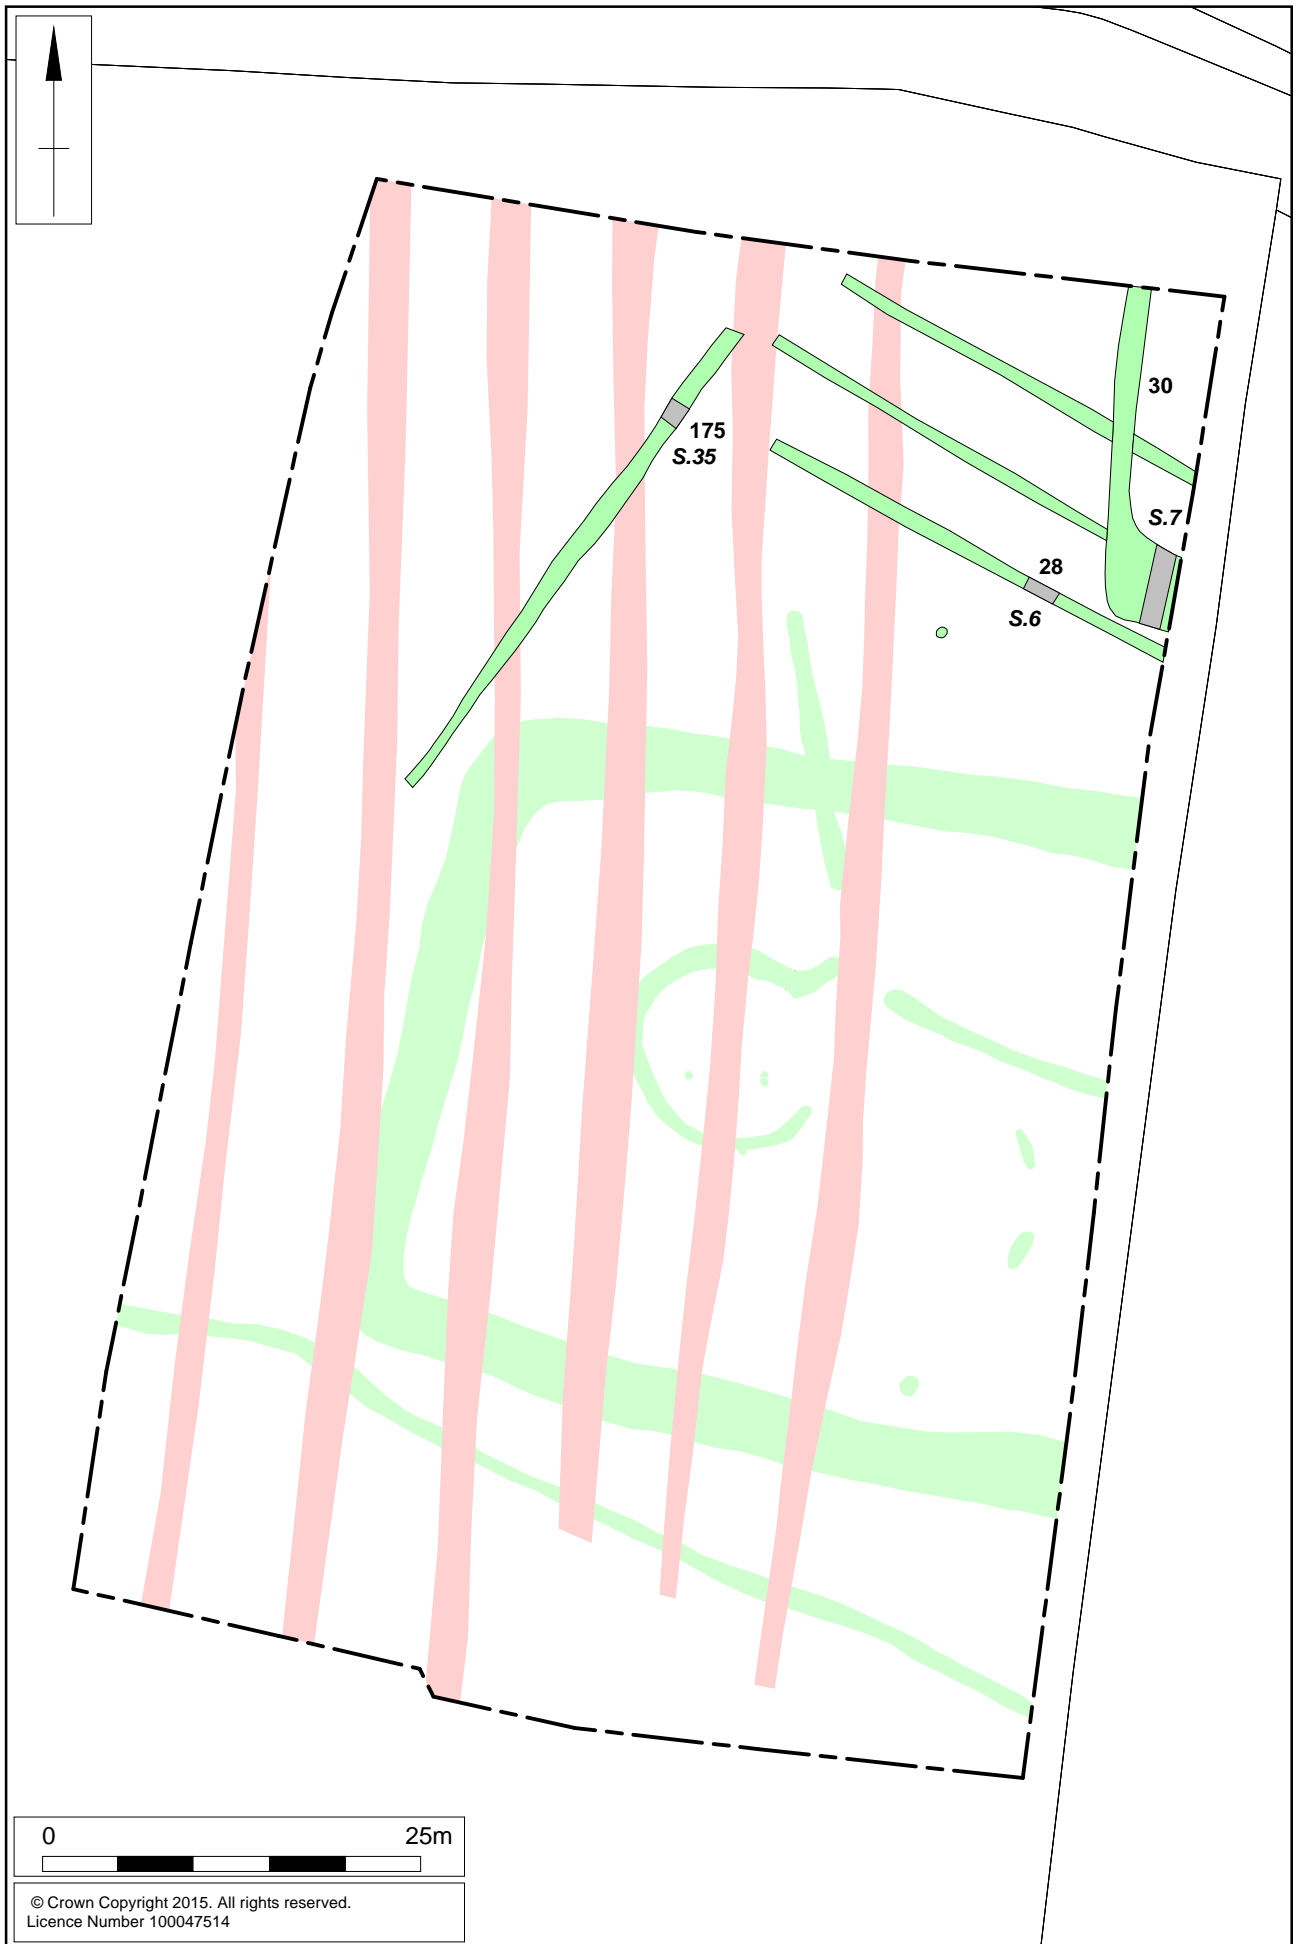 30
175
S.35
S.7
28
S.6
0 25m
© Crown Copyright 2015. All rights reserved.
Licence Number 100047514